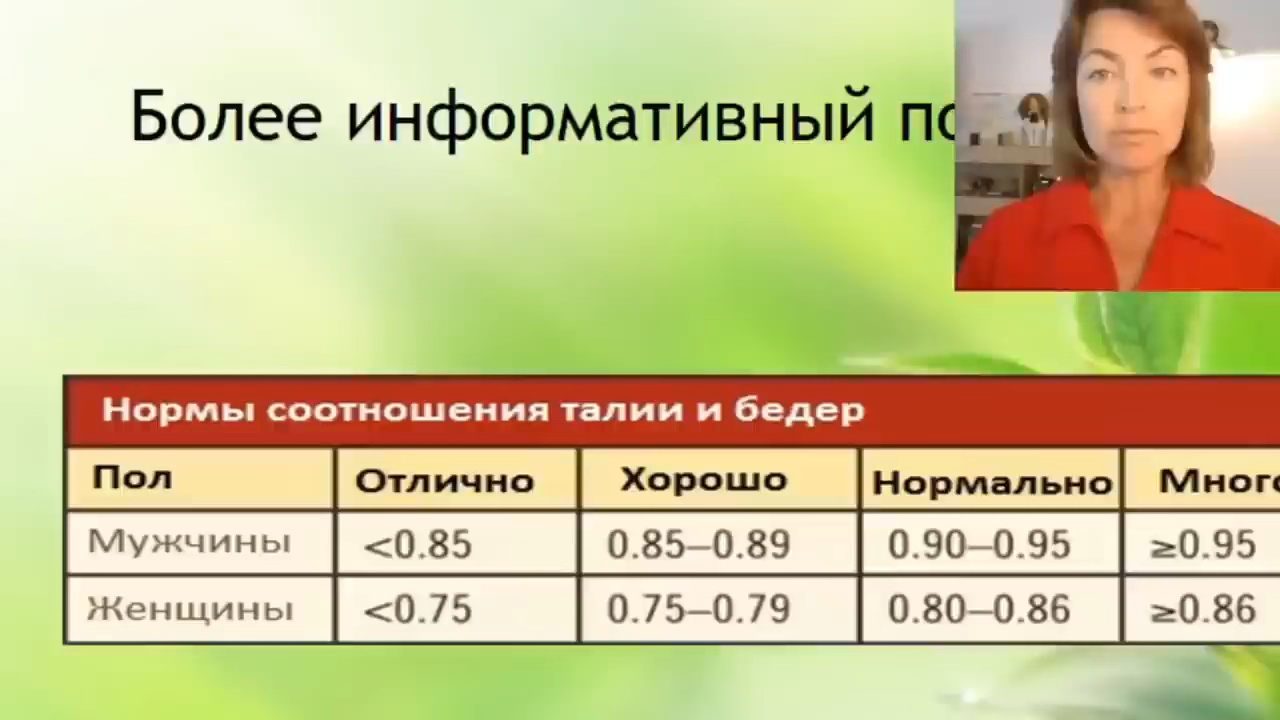 Более информативный
Нормы соотношения талии и бедер
Пол Отлично Хорошо Нормально
Мужчины <0.85 0.85–0.89 0.90–0.95 ≥0.95
Женщины <0.75 0.75–0.79 0.80–0.86 ≥0.86